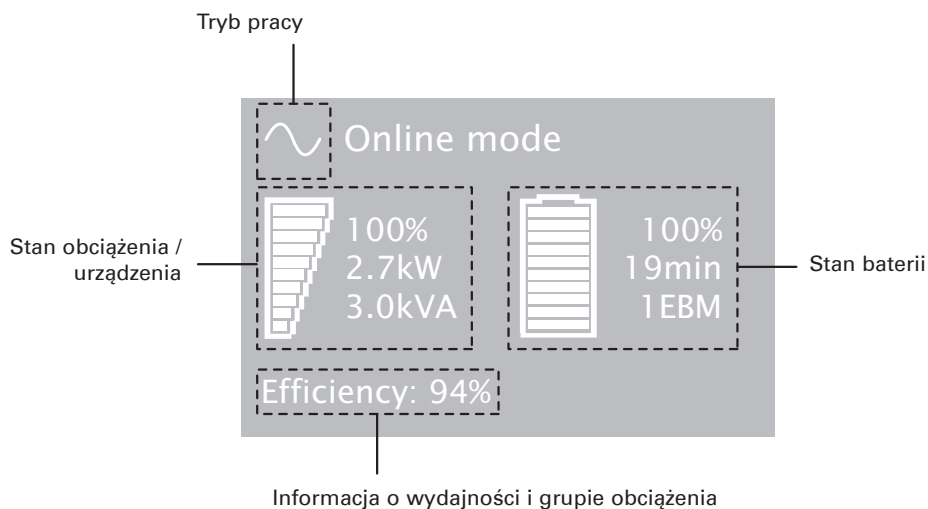 Tryb pracy
Online mode
Stan obciążenia /
urządzenia
100%
2.7kW
3.0kVA
100%
19min
1EBM
Stan baterii
Efficiency: 94%
Informacja o wydajności i grupie obciążenia